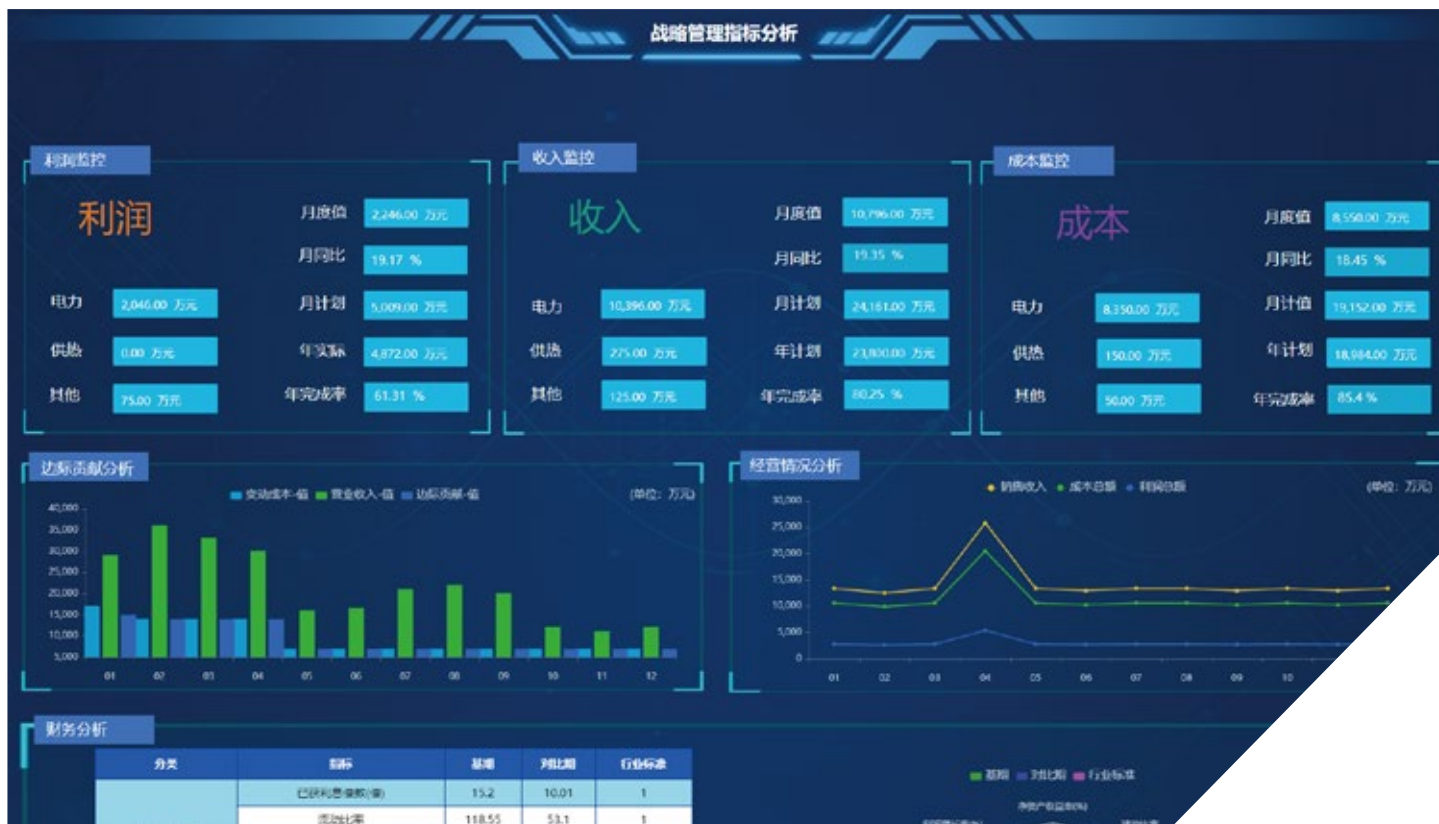 战略管理指标分析
利润监控
利润
月度值 2,246.00 万元
月同比 19.17 %
电力 2,046.00 万元 月计划 5,009.00 万元
供热 0.00 万元 年实际 4,872.00 万元
其他 75.00 万元 年完成率 61.31 %
收入监控
收入
月度值 10,796.00 万元
月同比 19.35 %
电力 10,396.00 万元 月计划 24,161.00 万元
供热 275.00 万元 年计划 23,800.00 万元
其他 125.00 万元 年完成率 80.25 %
成本监控
成本
月度值 8,550.00 万元
月同比 18.45 %
电力 8,350.00 万元 月计值 19,152.00 万元
供热 150.00 万元 年计划 18,984.00 万元
其他 50.00 万元 年完成率 85.4 %
边际贡献分析
变动成本-值 营业收入-值 边际贡献-值 (单位: 万元)
40,000
35,000
30,000
25,000
20,000
15,000
10,000
5,000
01 02 03 04 05 06 07 08 09 10 11 12
经营情况分析
销售收入 成本总额 利润总额 (单位: 万元)
30,000
25,000
20,000
15,000
10,000
5,000
0
01 02 03 04 05 06 07 08 09 10
财务分析
分类 指标 基期 对比期 行业标准
已获利息倍数(倍) 15.2 10.01 1
流动比率 118.55 53.1 1
基期 对比期 行业标准
净资产收益率(%)